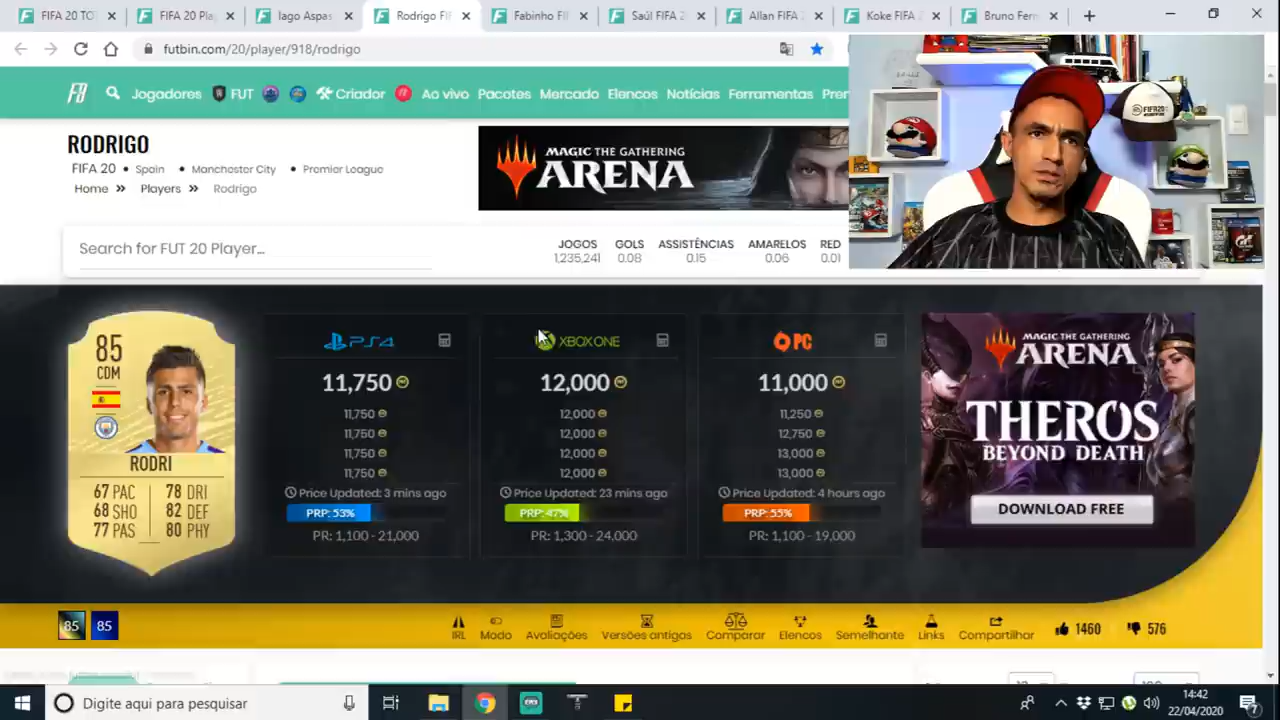 FIFA 20 TO
FIFA 20 Pla
Iago Aspas
Rodrigo FI
Fabinho FI
Saúl FIFA 2
Allan FIFA 2
Koke FIFA 2
Bruno Fern
futbin.com/20/player/918/rodrigo
Jogadores FUT Criador Ao vivo Pacotes Mercado Elencos Notícias Ferramentas Pren
RODRIGO
FIFA 20 • Spain • Manchester City • Premier League
Home » Players » Rodrigo
MAGIC THE GATHERING
ARENA
Search for FUT 20 Player...
JOGOS GOLS ASSISTÊNCIAS AMARELOS RED
1,235,241 0.08 0.15 0.06 0.01
85
CDM
RODRI
67 PAC 78 DRI
68 SHO 82 DEF
77 PAS 80 PHY
PS4
11,750
11,750
11,750
11,750
11,750
Price Updated: 3 mins ago
PRP: 53%
PR: 1,100 - 21,000
XBOX ONE
12,000
12,000
12,000
12,000
12,000
Price Updated: 23 mins ago
PRP: 47%
PR: 1,300 - 24,000
PC
11,000
11,250
12,750
13,000
13,000
Price Updated: 4 hours ago
PRP: 55%
PR: 1,100 - 19,000
MAGIC THE GATHERING
ARENA
THEROS
BEYOND DEATH
DOWNLOAD FREE
85 85
IRL Modo Avaliações Versões antigas Comparar Elencos Semelhante Links Compartilhar 1460 576
Digite aqui para pesquisar
14:42
22/04/2020
7